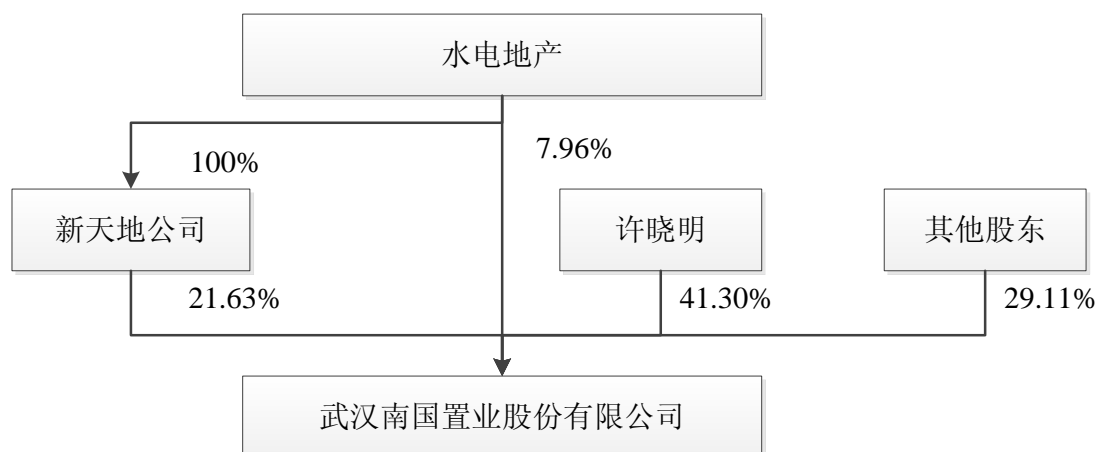 水电地产
100%
7.96%
新天地公司
许晓明
其他股东
21.63%
41.30%
29.11%
武汉南国置业股份有限公司